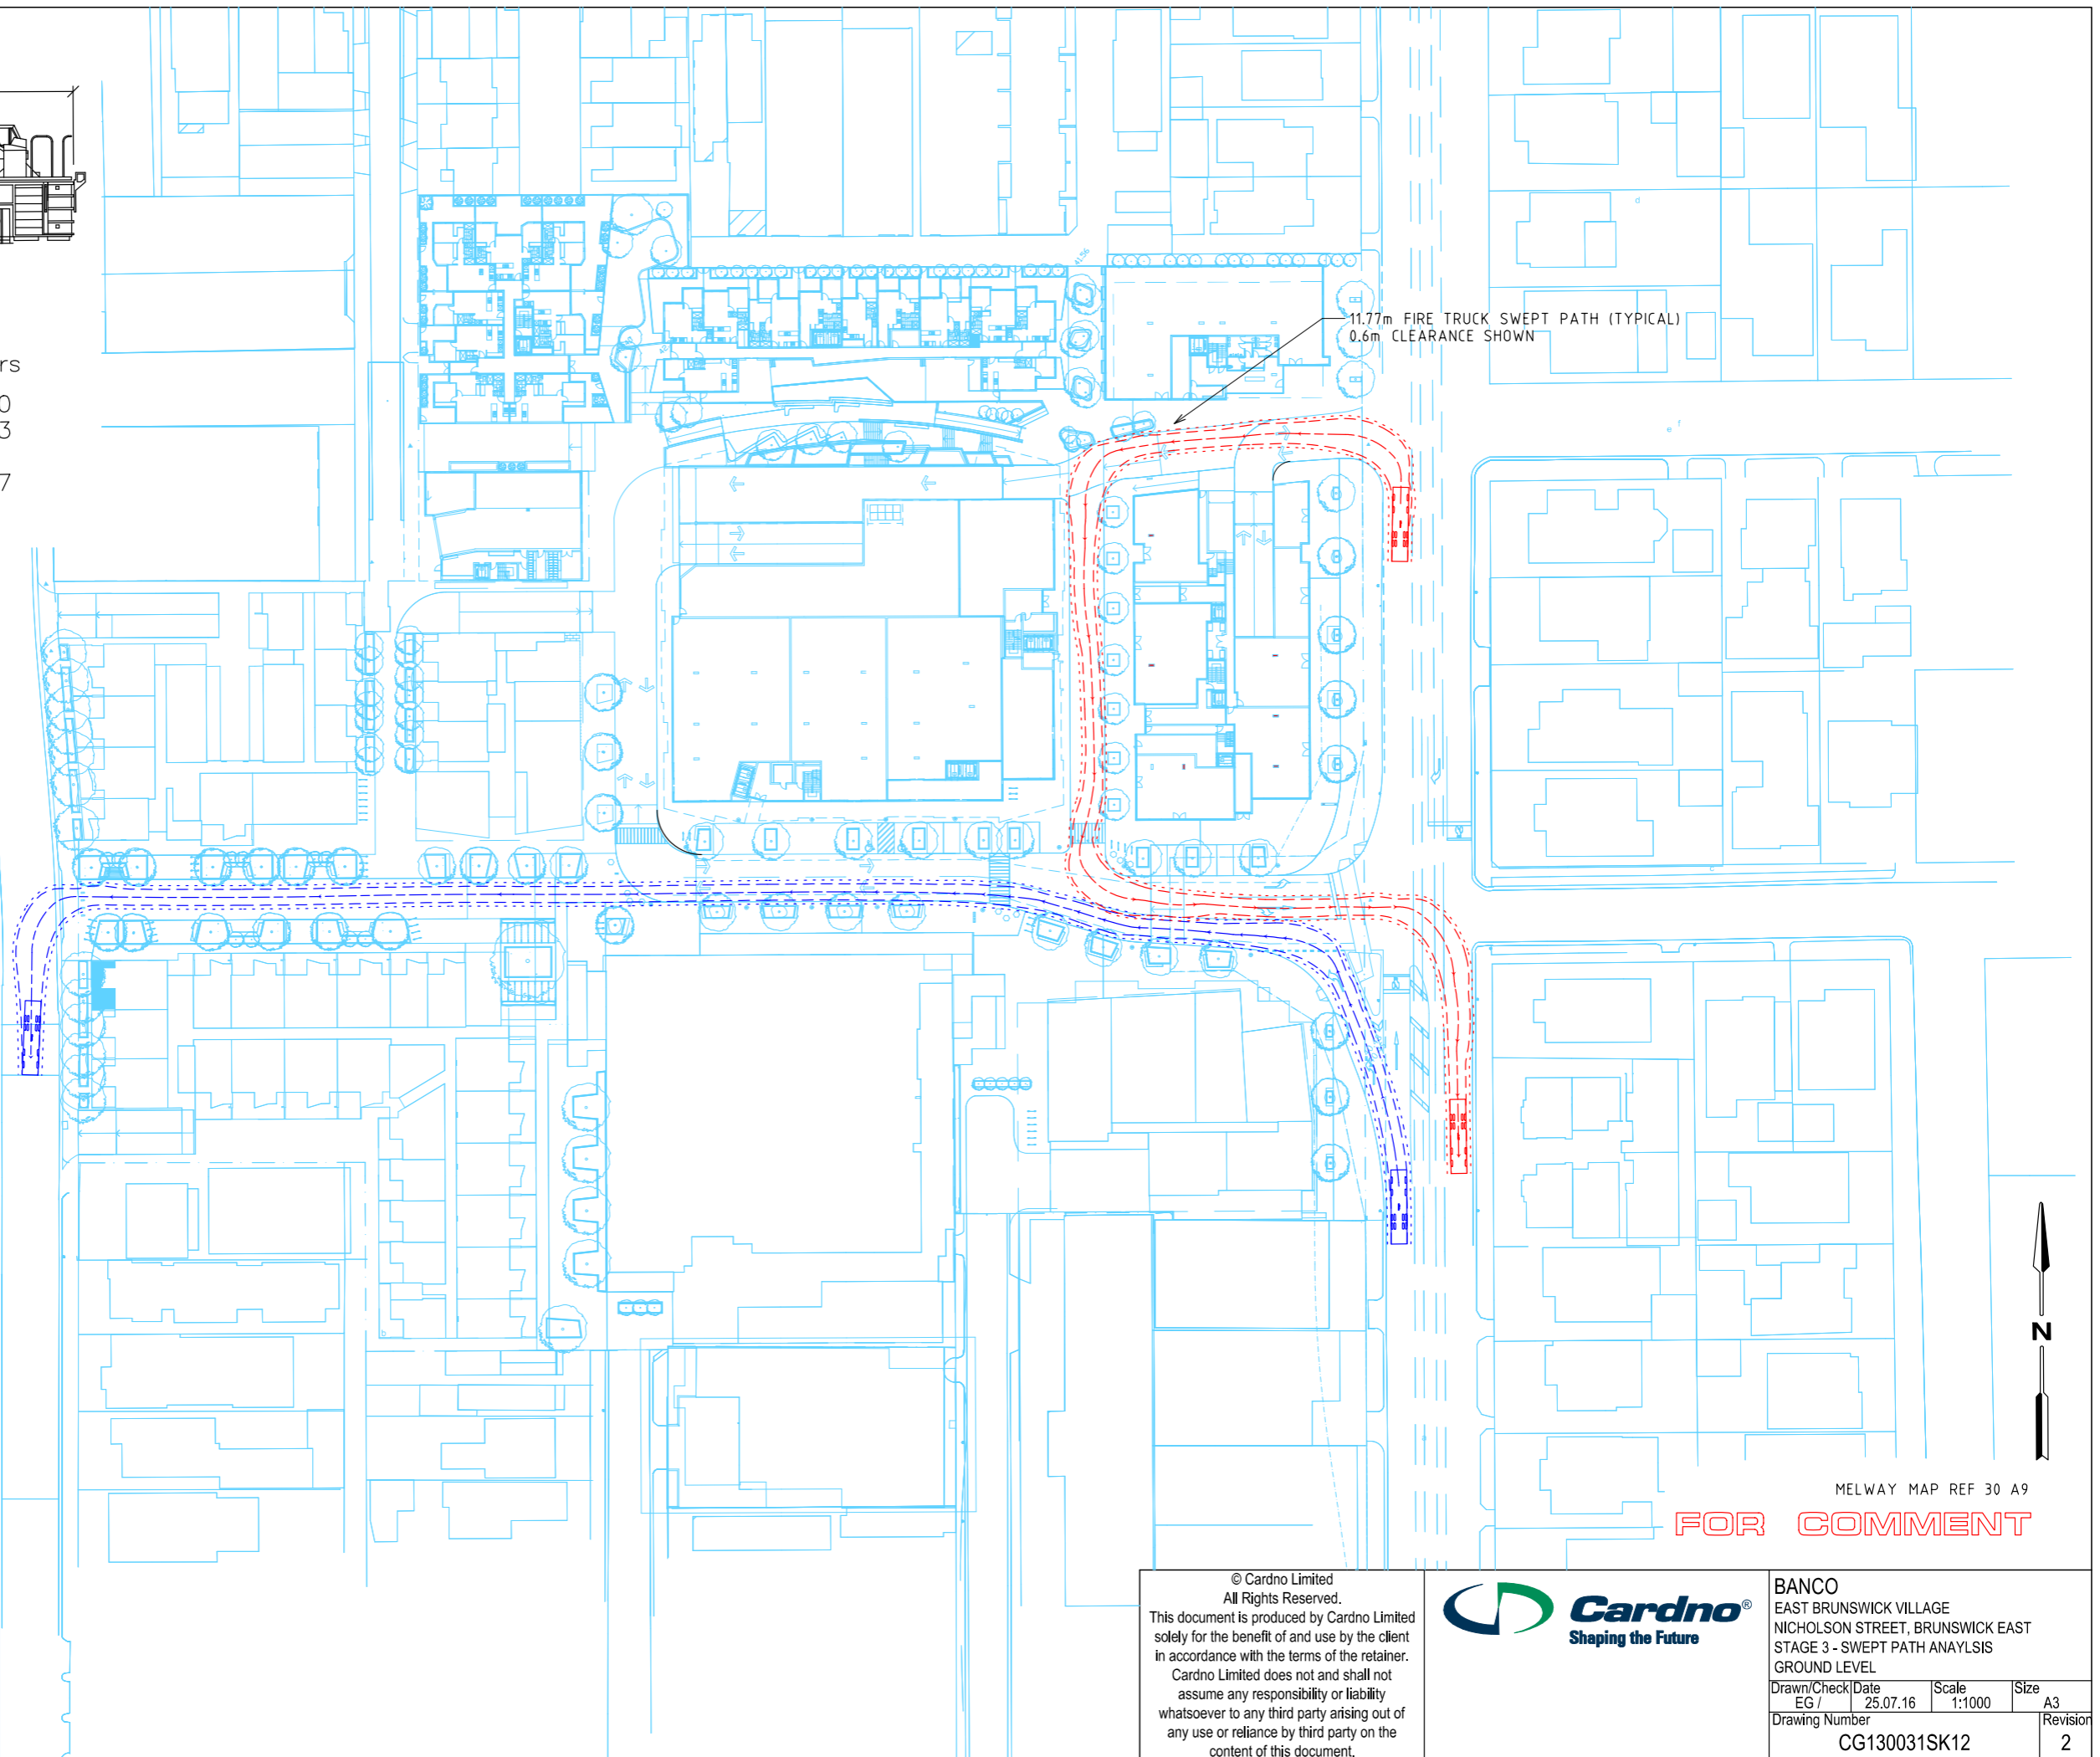 rs
0
3
7
41.56
11.77m FIRE TRUCK SWEPT PATH (TYPICAL)
0.6m CLEARANCE SHOWN
N
MELWAY MAP REF 30 A9
FOR COMMENT
© Cardno Limited
All Rights Reserved.
This document is produced by Cardno Limited
solely for the benefit of and use by the client
in accordance with the terms of the retainer.
Cardno Limited does not and shall not
assume any responsibility or liability
whatsoever to any third party arising out of
any use or reliance by third party on the
content of this document.
Cardno®
Shaping the Future
BANCO
EAST BRUNSWICK VILLAGE
NICHOLSON STREET, BRUNSWICK EAST
STAGE 3 - SWEPT PATH ANAYLSIS
GROUND LEVEL
Drawn/Check Date Scale Size
EG / 25.07.16 1:1000 A3
Drawing Number Revision
CG130031SK12 2